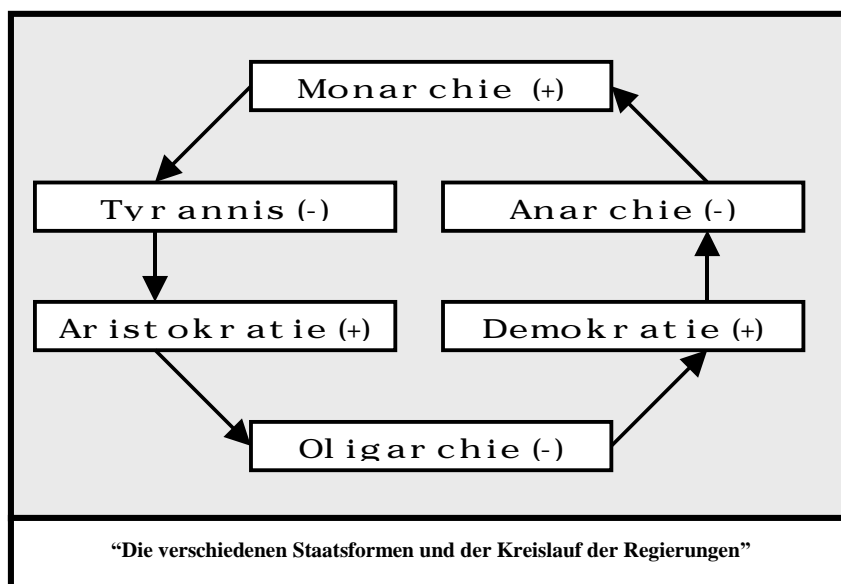 Monarchie (+)
Tyrannis (-)
Anarchie (-)
Aristokratie (+)
Demokratie (+)
Oligarchie (-)
“Die verschiedenen Staatsformen und der Kreislauf der Regierungen”